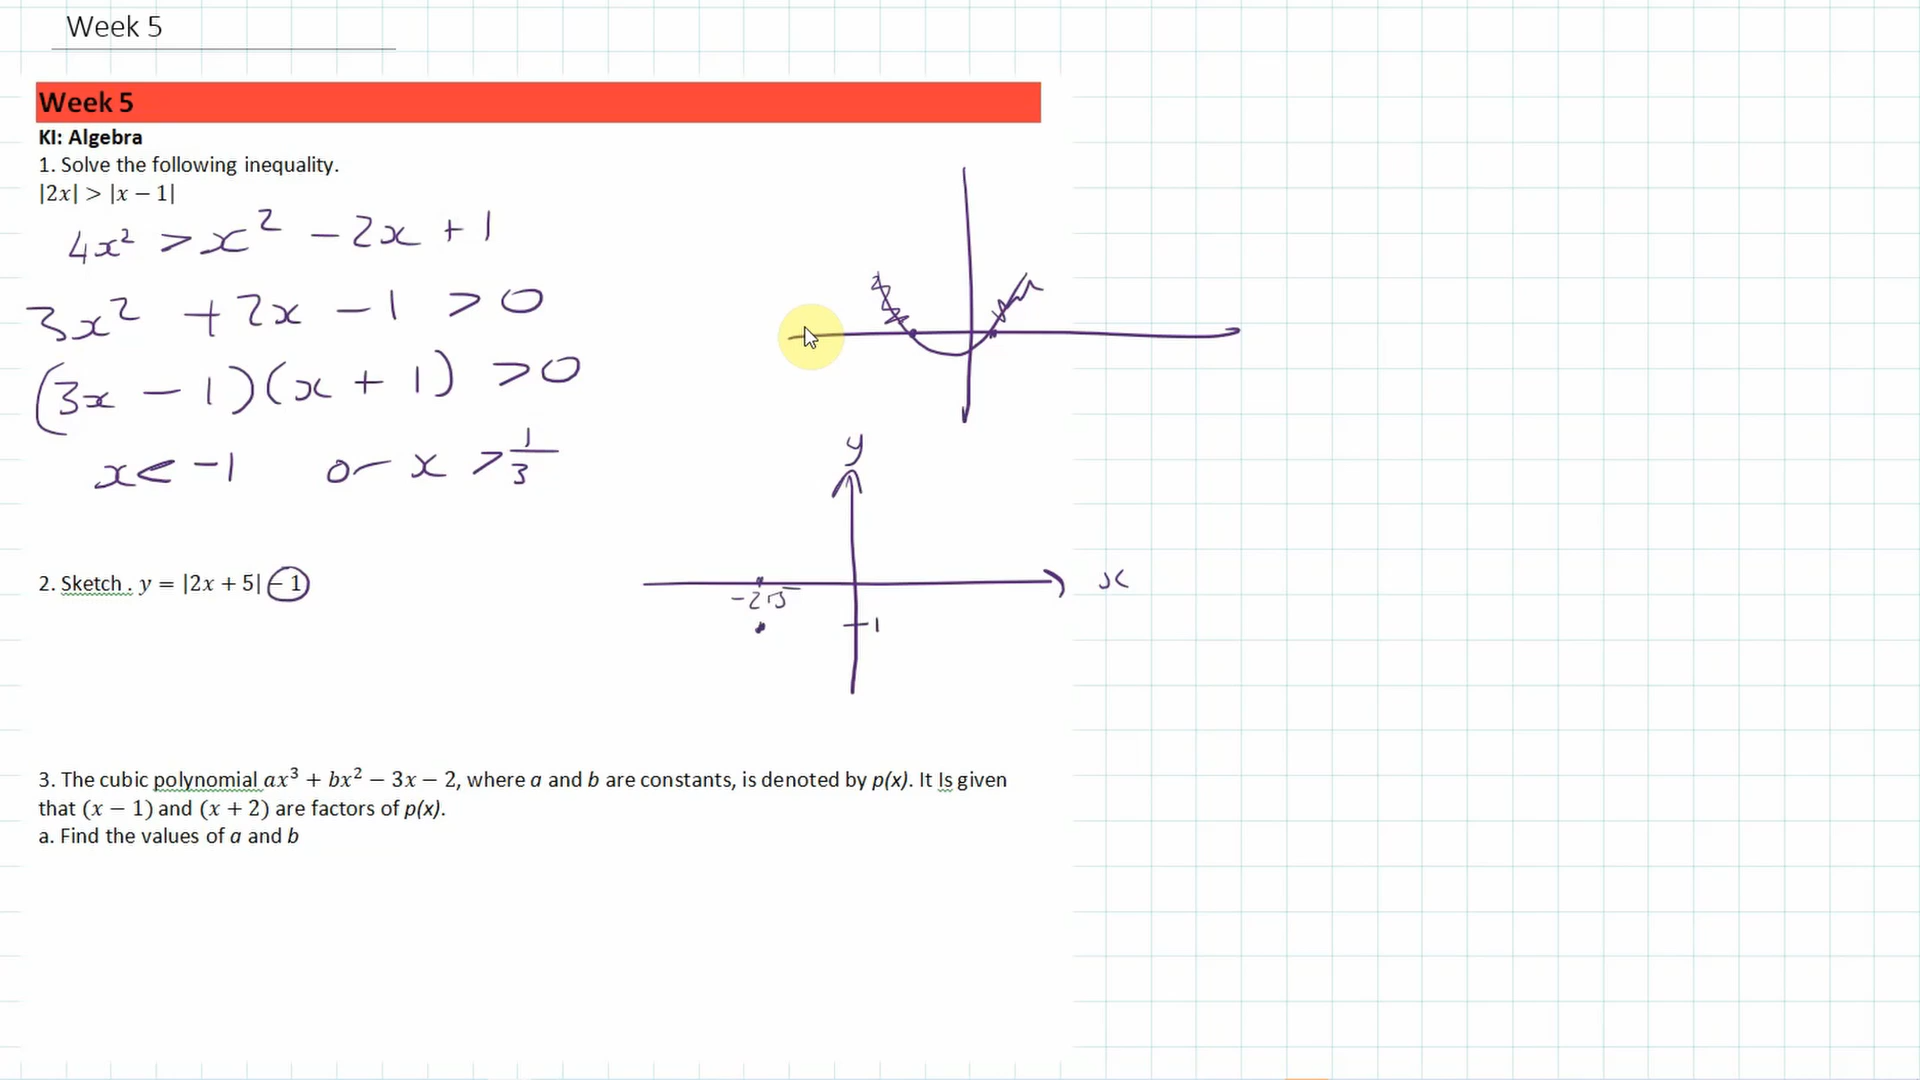 Week 5
Week 5
KI: Algebra
1. Solve the following inequality.
|2x| > |x − 1|
4x² > x² − 2x + 1
3x² + 2x − 1 > 0
(3x − 1)(x + 1) > 0
x < −1 or x > 1/3
y
2. Sketch . y = |2x + 5| − 1
x
−2.5
−1
3. The cubic polynomial ax³ + bx² − 3x − 2, where a and b are constants, is denoted by p(x). It Is given
that (x − 1) and (x + 2) are factors of p(x).
a. Find the values of a and b